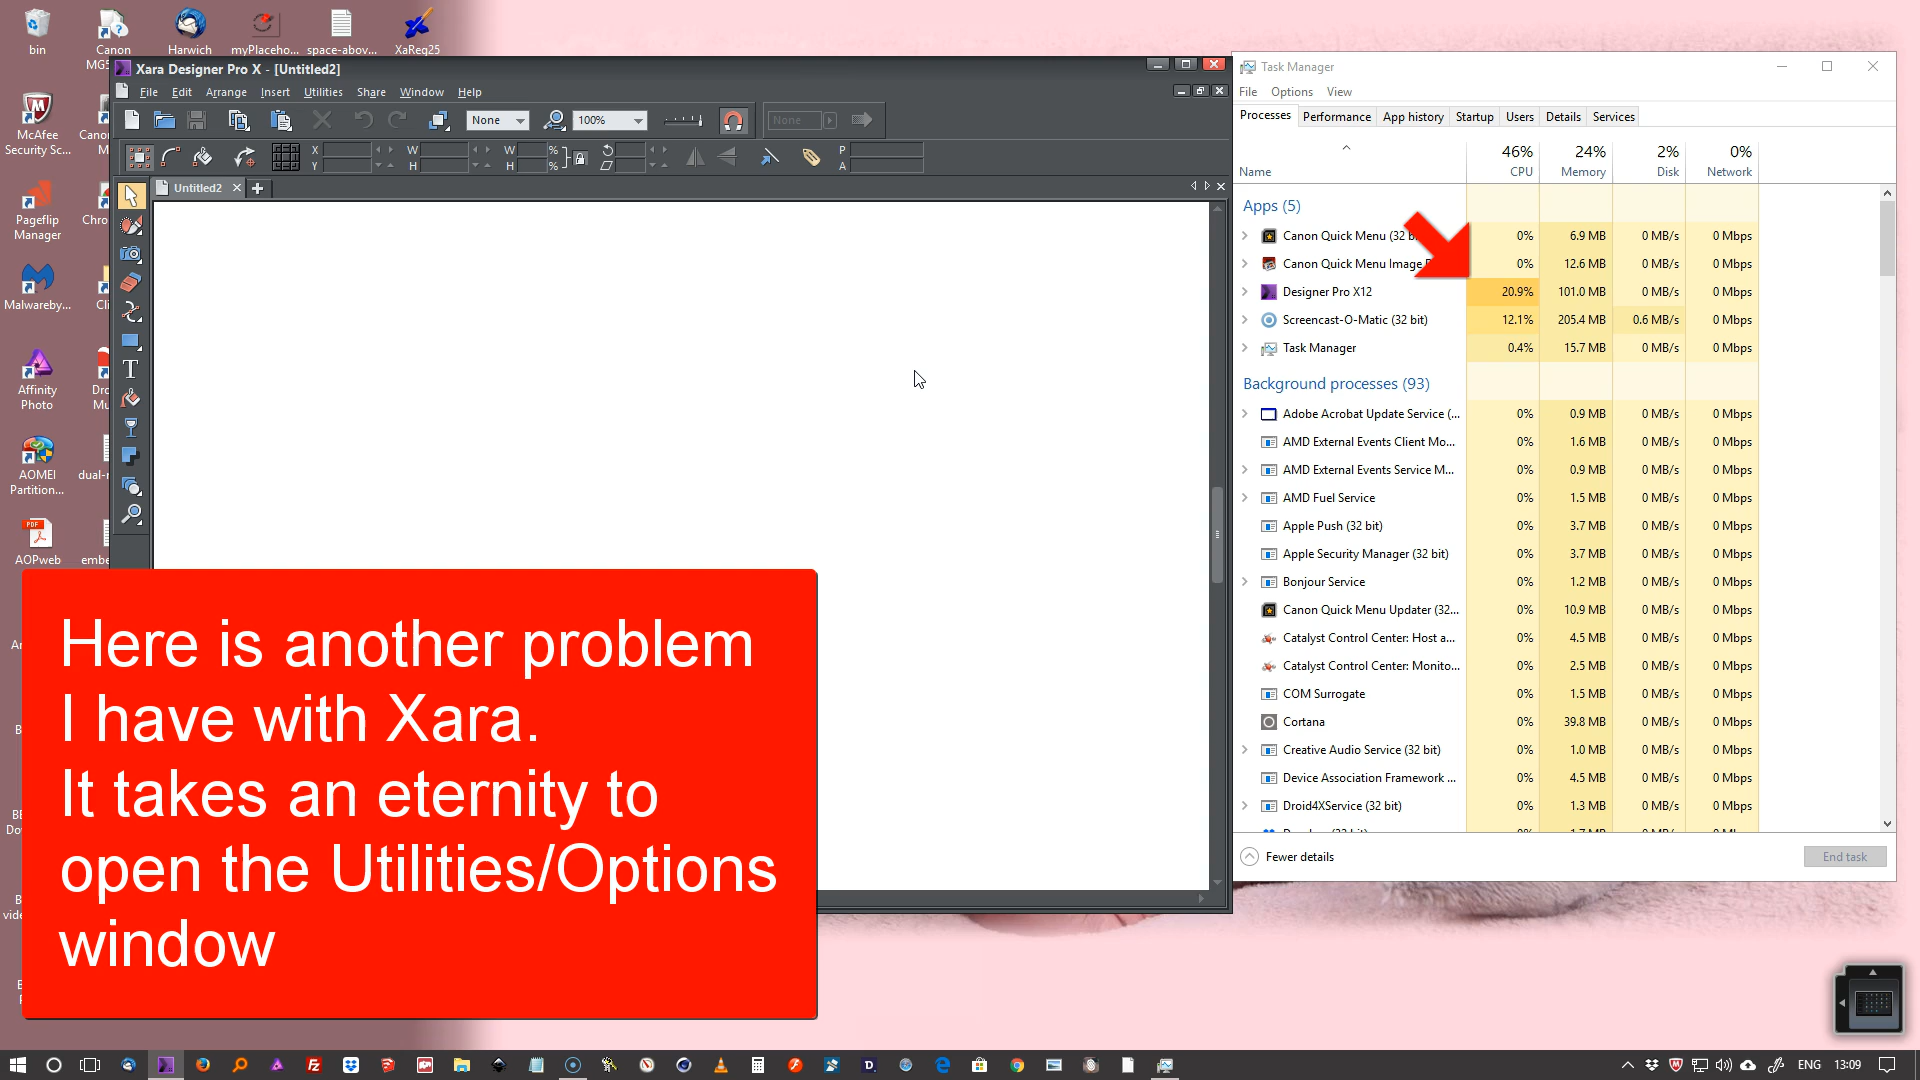 bin
Canon
MG5
Harwich
myPlaceho...
space-abov...
XaReg25
McAfee
Security Sc...
Canon
M
Pageflip
Manager
Chro
Malwareby...
Cli
Affinity
Photo
Dro
Mu
AOMEI
Partition...
dual-r
AOPweb
embe
Xara Designer Pro X - [Untitled2]
File Edit Arrange Insert Utilities Share Window Help
None
100%
None
X
Y
W
H
W
H
%
%
P
A
Untitled2
Task Manager
File Options View
Processes Performance App history Startup Users Details Services
46% 24% 2% 0%
Name CPU Memory Disk Network
Apps (5)
Canon Quick Menu (32 b 0% 6.9 MB 0 MB/s 0 Mbps
Canon Quick Menu Image 0% 12.6 MB 0 MB/s 0 Mbps
Designer Pro X12 20.9% 101.0 MB 0 MB/s 0 Mbps
Screencast-O-Matic (32 bit) 12.1% 205.4 MB 0.6 MB/s 0 Mbps
Task Manager 0.4% 15.7 MB 0 MB/s 0 Mbps
Background processes (93)
Adobe Acrobat Update Service (... 0% 0.9 MB 0 MB/s 0 Mbps
AMD External Events Client Mo... 0% 1.6 MB 0 MB/s 0 Mbps
AMD External Events Service M... 0% 0.9 MB 0 MB/s 0 Mbps
AMD Fuel Service 0% 1.5 MB 0 MB/s 0 Mbps
Apple Push (32 bit) 0% 3.7 MB 0 MB/s 0 Mbps
Apple Security Manager (32 bit) 0% 3.7 MB 0 MB/s 0 Mbps
Bonjour Service 0% 1.2 MB 0 MB/s 0 Mbps
Canon Quick Menu Updater (32... 0% 10.9 MB 0 MB/s 0 Mbps
Catalyst Control Center: Host a... 0% 4.5 MB 0 MB/s 0 Mbps
Catalyst Control Center: Monito... 0% 2.5 MB 0 MB/s 0 Mbps
COM Surrogate 0% 1.5 MB 0 MB/s 0 Mbps
Cortana 0% 39.8 MB 0 MB/s 0 Mbps
Creative Audio Service (32 bit) 0% 1.0 MB 0 MB/s 0 Mbps
Device Association Framework ... 0% 4.5 MB 0 MB/s 0 Mbps
Droid4XService (32 bit) 0% 1.3 MB 0 MB/s 0 Mbps
Fewer details
End task
Here is another problem
I have with Xara.
It takes an eternity to
open the Utilities/Options
window
ENG 13:09